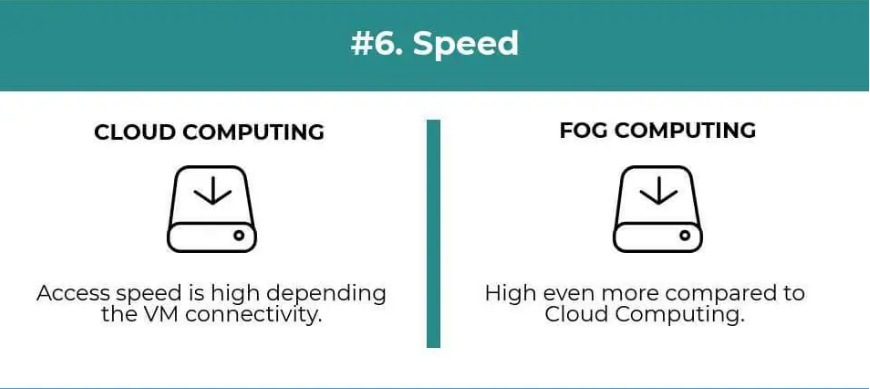 #6. Speed
CLOUD COMPUTING
Access speed is high depending
the VM connectivity.
FOG COMPUTING
High even more compared to
Cloud Computing.